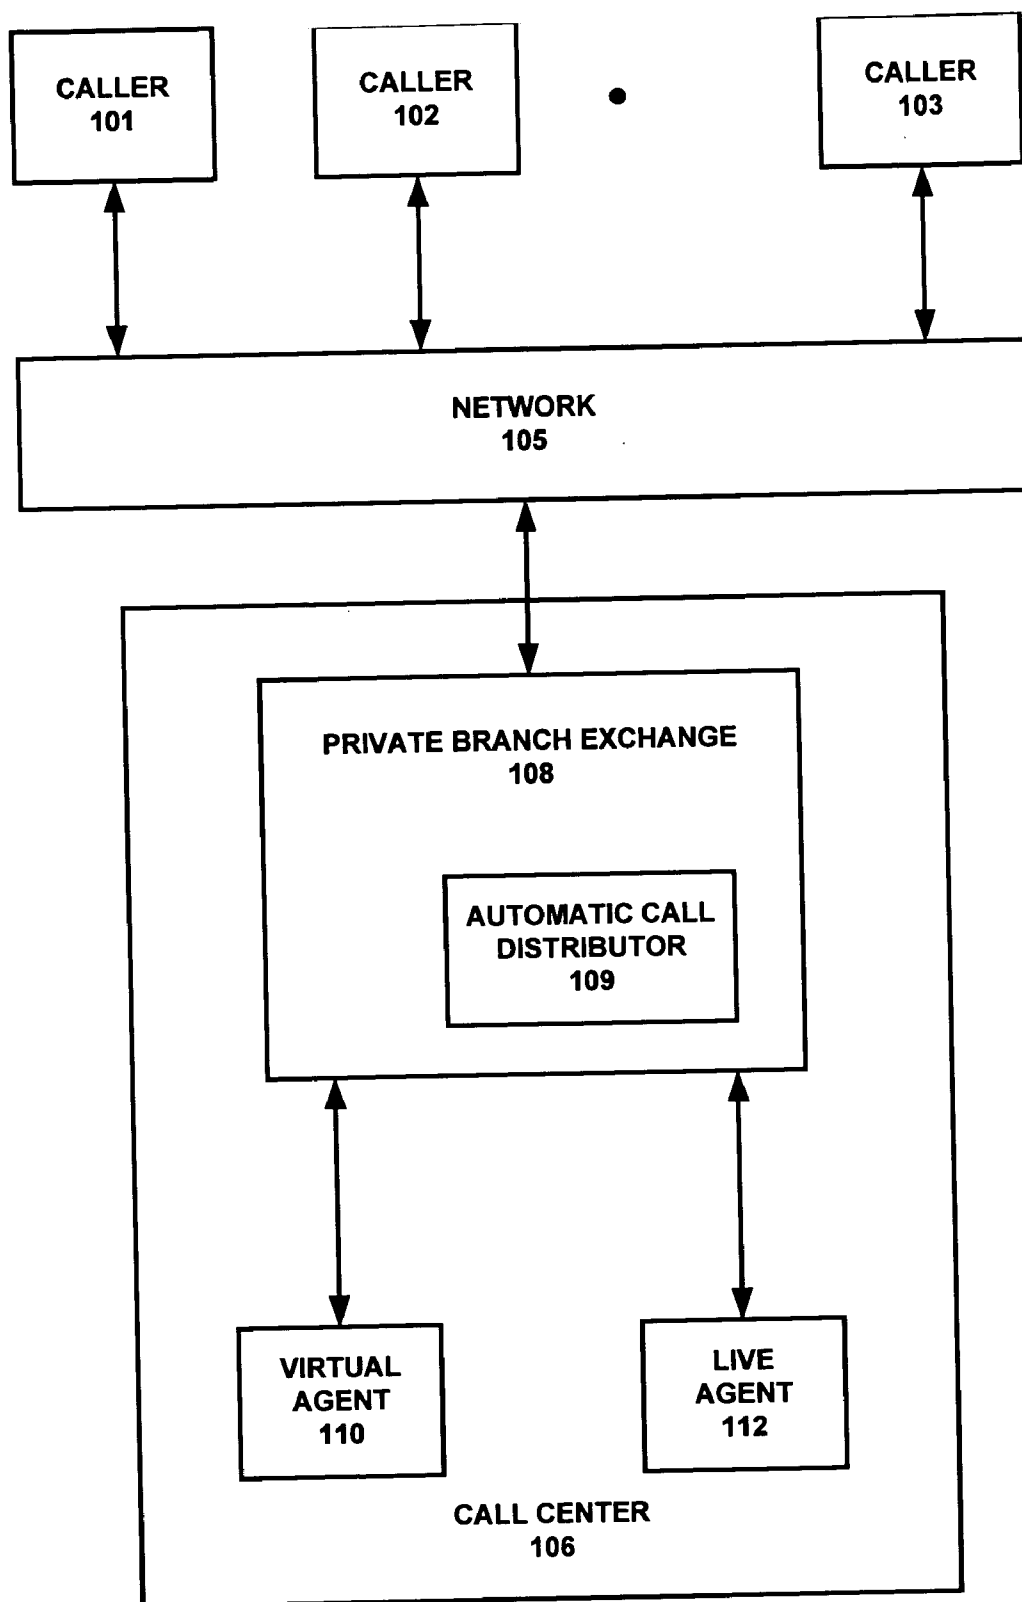 CALLER
101
CALLER
102
CALLER
103
NETWORK
105
PRIVATE BRANCH EXCHANGE
108
AUTOMATIC CALL
DISTRIBUTOR
109
VIRTUAL
AGENT
110
LIVE
AGENT
112
CALL CENTER
106